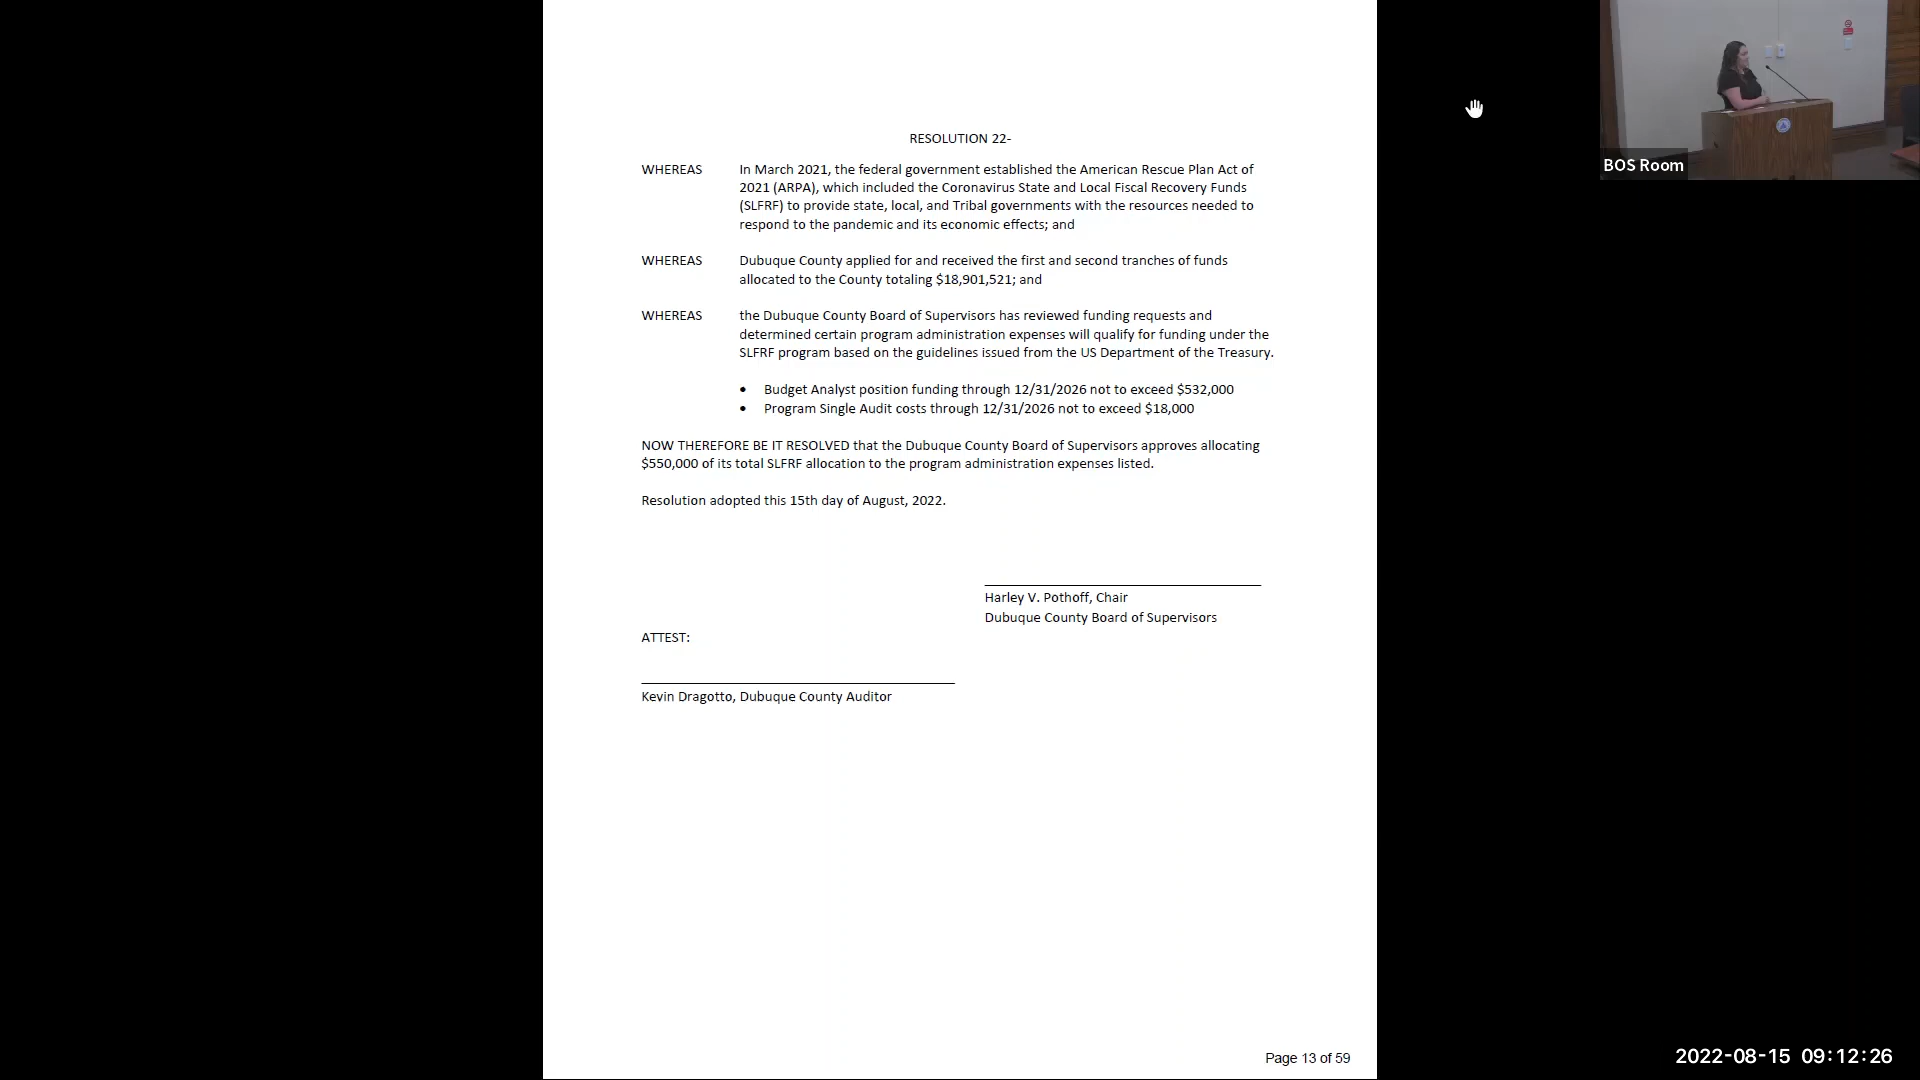 RESOLUTION 22-
WHEREAS In March 2021, the federal government established the American Rescue Plan Act of
2021 (ARPA), which included the Coronavirus State and Local Fiscal Recovery Funds
(SLFRF) to provide state, local, and Tribal governments with the resources needed to
respond to the pandemic and its economic effects; and
WHEREAS Dubuque County applied for and received the first and second tranches of funds
allocated to the County totaling $18,901,521; and
WHEREAS the Dubuque County Board of Supervisors has reviewed funding requests and
determined certain program administration expenses will qualify for funding under the
SLFRF program based on the guidelines issued from the US Department of the Treasury.
• Budget Analyst position funding through 12/31/2026 not to exceed $532,000
• Program Single Audit costs through 12/31/2026 not to exceed $18,000
NOW THEREFORE BE IT RESOLVED that the Dubuque County Board of Supervisors approves allocating
$550,000 of its total SLFRF allocation to the program administration expenses listed.
Resolution adopted this 15th day of August, 2022.
Harley V. Pothoff, Chair
Dubuque County Board of Supervisors
ATTEST:
Kevin Dragotto, Dubuque County Auditor
Page 13 of 59
BOS Room
2022-08-15 09:12:26